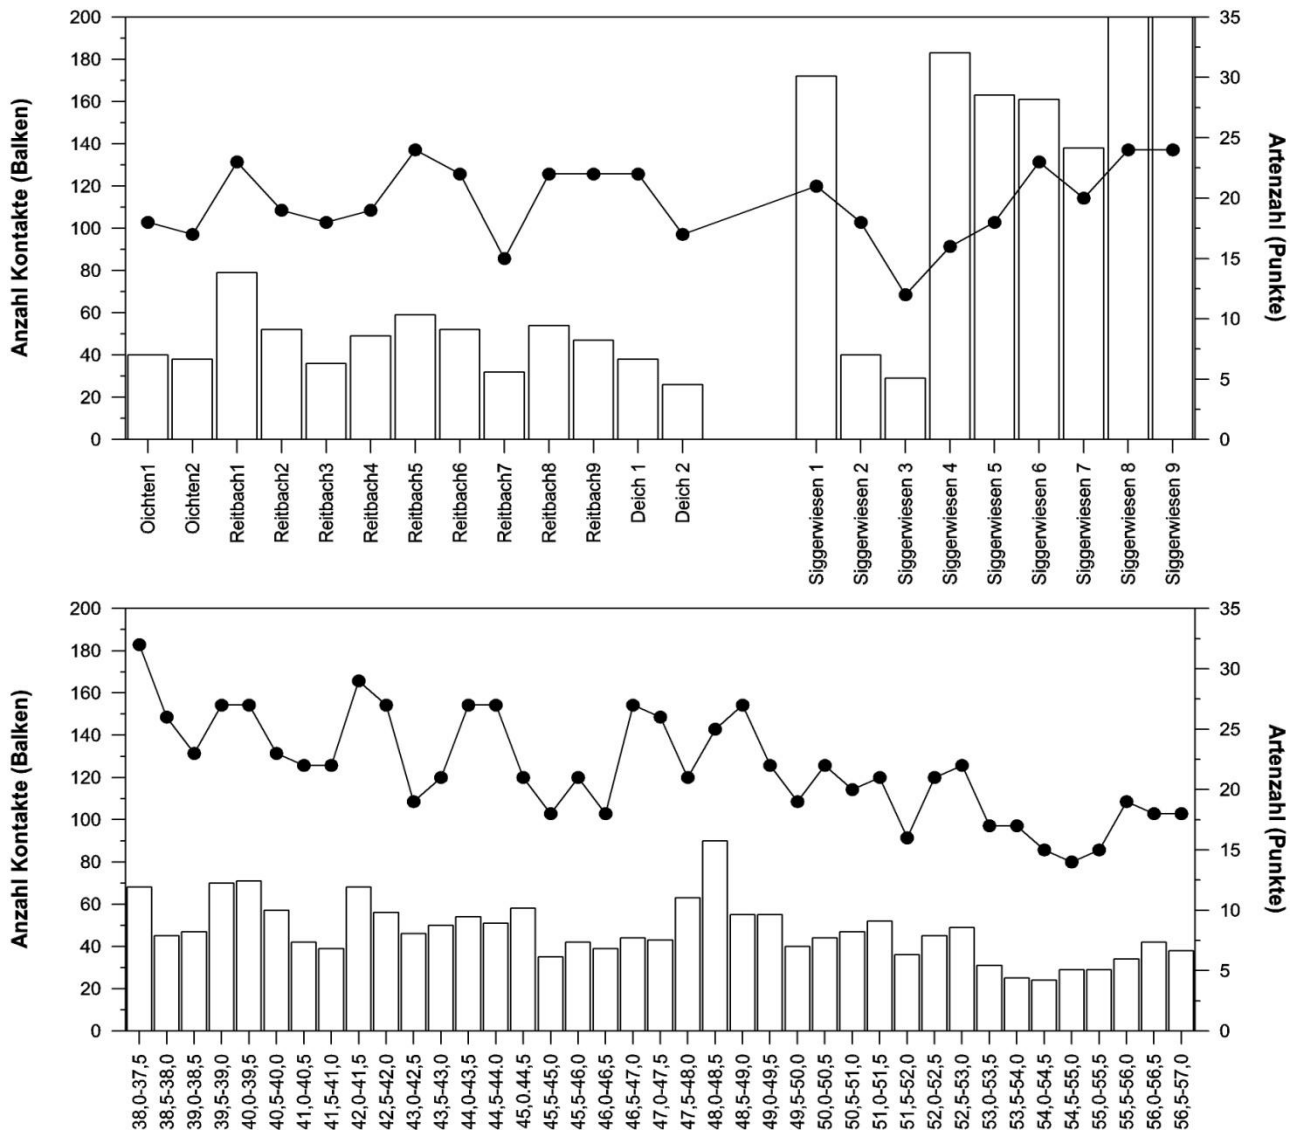 Anzahl Kontakte (Balken)
200
180
160
140
120
100
80
60
40
20
0
35
30
25
20
15
10
5
0
Artenzahl (Punkte)
Oichten1
Oichten2
Reitbach1
Reitbach2
Reitbach3
Reitbach4
Reitbach5
Reitbach6
Reitbach7
Reitbach8
Reitbach9
Deich 1
Deich 2
Siggerwiesen 1
Siggerwiesen 2
Siggerwiesen 3
Siggerwiesen 4
Siggerwiesen 5
Siggerwiesen 6
Siggerwiesen 7
Siggerwiesen 8
Siggerwiesen 9
Anzahl Kontakte (Balken)
200
180
160
140
120
100
80
60
40
20
0
35
30
25
20
15
10
5
0
Artenzahl (Punkte)
38,0-37,5
38,5-38,0
39,0-38,5
39,5-39,0
40,0-39,5
40,5-40,0
41,0-40,5
41,5-41,0
42,0-41,5
42,5-42,0
43,0-42,5
43,5-43,0
44,0-43,5
44,5-44.0
45,0.44,5
45,5-45,0
45,5-46,0
46,0-46,5
46,5-47,0
47,0-47,5
47,5-48,0
48,0-48,5
48,5-49,0
49,0-49,5
49,5-50,0
50,0-50,5
50,5-51,0
51,0-51,5
51,5-52,0
52,0-52,5
52,5-53,0
53,0-53,5
53,5-54,0
54,0-54,5
54,5-55,0
55,0-55,5
55,5-56,0
56,0-56,5
56,5-57,0